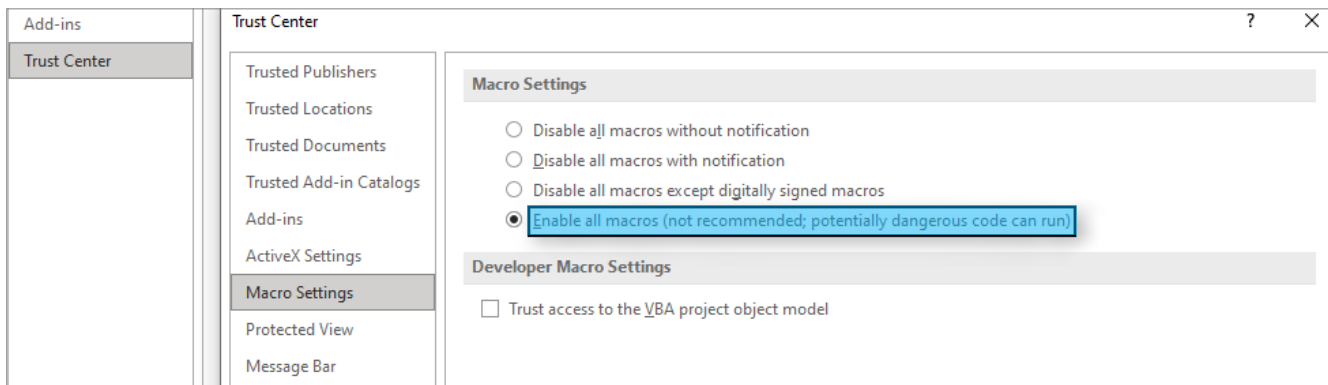 Add-ins
Trust Center
Trust Center
?
Trusted Publishers
Trusted Locations
Trusted Documents
Trusted Add-in Catalogs
Add-ins
ActiveX Settings
Macro Settings
Protected View
Message Bar
Macro Settings
Disable all macros without notification
Disable all macros with notification
Disable all macros except digitally signed macros
Enable all macros (not recommended; potentially dangerous code can run)
Developer Macro Settings
Trust access to the VBA project object model